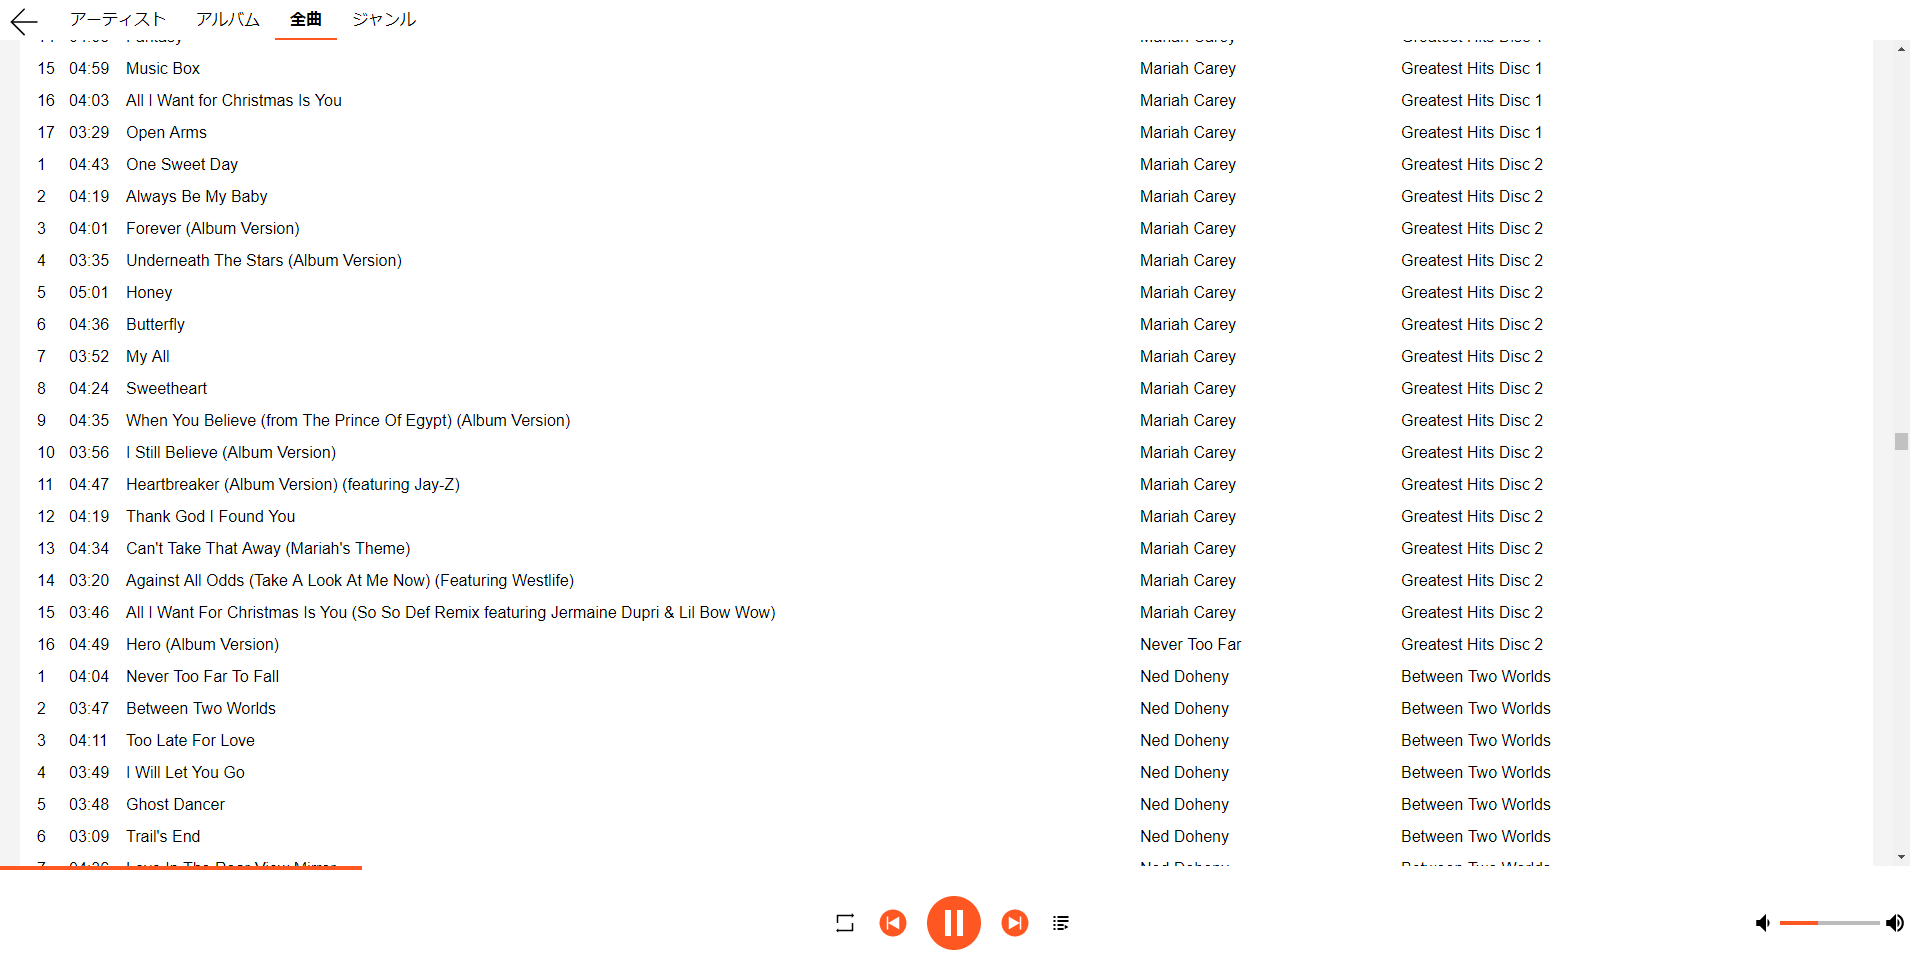 アーティスト アルバム 全曲 ジャンル
15 04:59 Music Box Mariah Carey Greatest Hits Disc 1
16 04:03 All I Want for Christmas Is You Mariah Carey Greatest Hits Disc 1
17 03:29 Open Arms Mariah Carey Greatest Hits Disc 1
1 04:43 One Sweet Day Mariah Carey Greatest Hits Disc 2
2 04:19 Always Be My Baby Mariah Carey Greatest Hits Disc 2
3 04:01 Forever (Album Version) Mariah Carey Greatest Hits Disc 2
4 03:35 Underneath The Stars (Album Version) Mariah Carey Greatest Hits Disc 2
5 05:01 Honey Mariah Carey Greatest Hits Disc 2
6 04:36 Butterfly Mariah Carey Greatest Hits Disc 2
7 03:52 My All Mariah Carey Greatest Hits Disc 2
8 04:24 Sweetheart Mariah Carey Greatest Hits Disc 2
9 04:35 When You Believe (from The Prince Of Egypt) (Album Version) Mariah Carey Greatest Hits Disc 2
10 03:56 I Still Believe (Album Version) Mariah Carey Greatest Hits Disc 2
11 04:47 Heartbreaker (Album Version) (featuring Jay-Z) Mariah Carey Greatest Hits Disc 2
12 04:19 Thank God I Found You Mariah Carey Greatest Hits Disc 2
13 04:34 Can't Take That Away (Mariah's Theme) Mariah Carey Greatest Hits Disc 2
14 03:20 Against All Odds (Take A Look At Me Now) (Featuring Westlife) Mariah Carey Greatest Hits Disc 2
15 03:46 All I Want For Christmas Is You (So So Def Remix featuring Jermaine Dupri & Lil Bow Wow) Mariah Carey Greatest Hits Disc 2
16 04:49 Hero (Album Version) Never Too Far Greatest Hits Disc 2
1 04:04 Never Too Far To Fall Ned Doheny Between Two Worlds
2 03:47 Between Two Worlds Ned Doheny Between Two Worlds
3 04:11 Too Late For Love Ned Doheny Between Two Worlds
4 03:49 I Will Let You Go Ned Doheny Between Two Worlds
5 03:48 Ghost Dancer Ned Doheny Between Two Worlds
6 03:09 Trail's End Ned Doheny Between Two Worlds